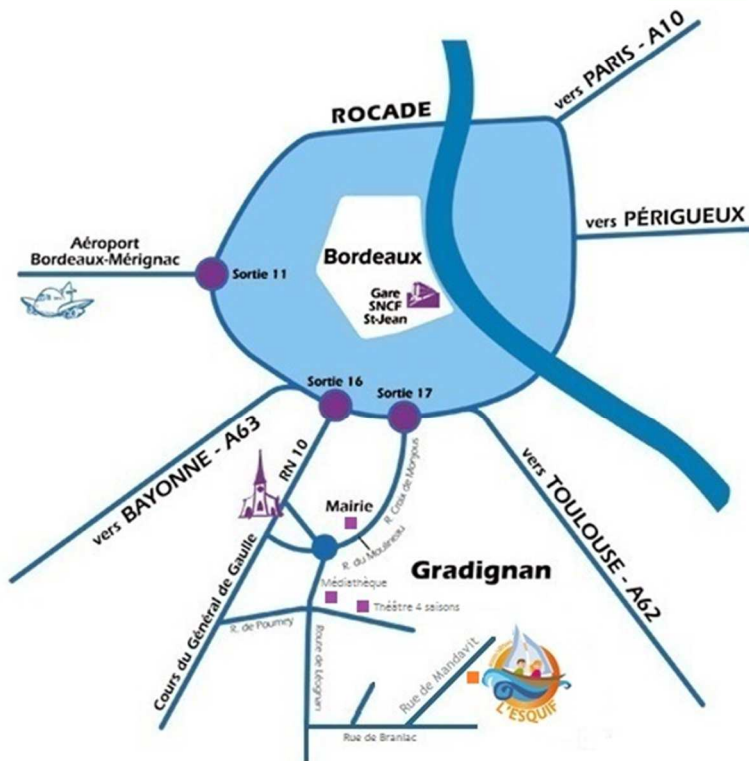 vers PARIS - A10
ROCADE
vers PÉRIGUEUX
Aéroport
Bordeaux-Mérignac
Sortie 11
Bordeaux
Gare
SNCF
St-Jean
Sortie 16
Sortie 17
vers BAYONNE - A63
RN 10
R. Croix de Monjous
vers TOULOUSE - A62
Mairie
R. du Moulineau
Gradignan
Cours du Général de Gaulle
Médiathèque
Théâtre 4 saisons
R. de Poumey
Route de Léognan
Rue de Mandavit
L'ESQUIF
Rue de Branlac